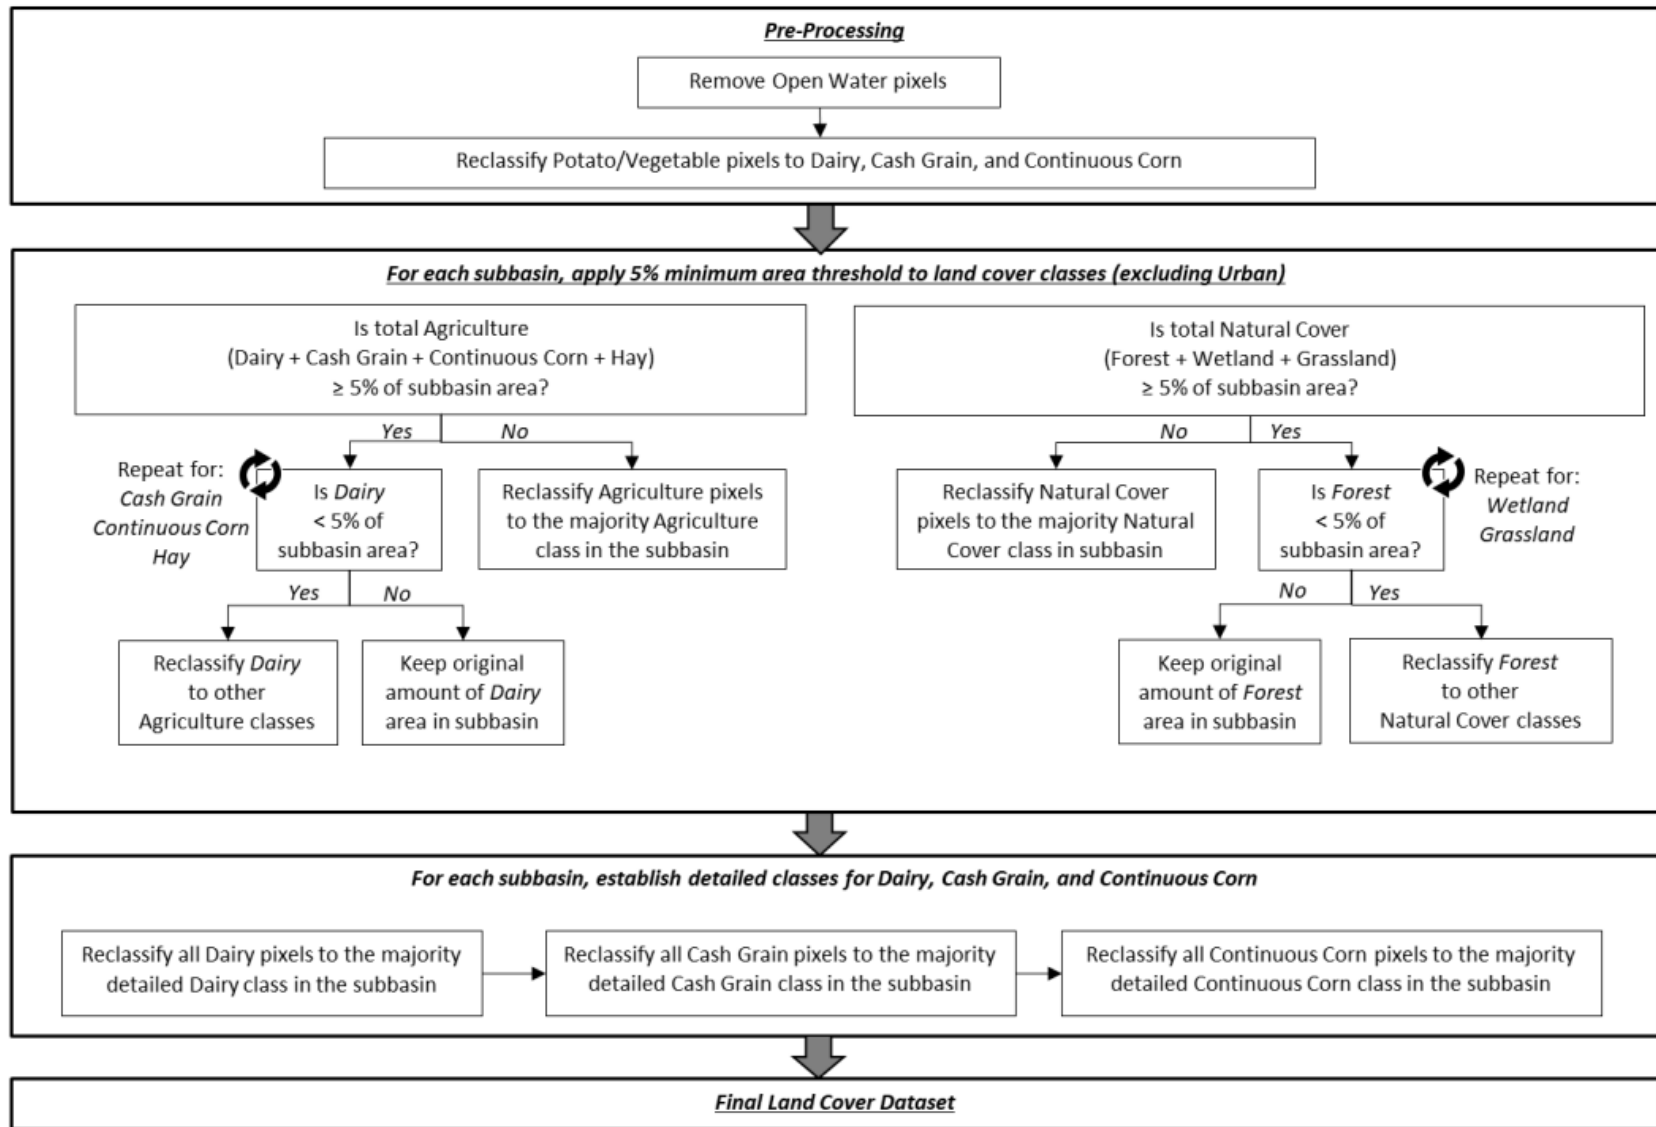 Pre-Processing
Remove Open Water pixels
Reclassify Potato/Vegetable pixels to Dairy, Cash Grain, and Continuous Corn
For each subbasin, apply 5% minimum area threshold to land cover classes (excluding Urban)
Is total Agriculture
(Dairy + Cash Grain + Continuous Corn + Hay)
≥ 5% of subbasin area?
Yes
No
Repeat for:
Cash Grain
Continuous Corn
Hay
Is Dairy
< 5% of
subbasin area?
Reclassify Agriculture pixels
to the majority Agriculture
class in the subbasin
Yes
No
Reclassify Dairy
to other
Agriculture classes
Keep original
amount of Dairy
area in subbasin
Is total Natural Cover
(Forest + Wetland + Grassland)
≥ 5% of subbasin area?
No
Yes
Reclassify Natural Cover
pixels to the majority Natural
Cover class in subbasin
Is Forest
< 5% of
subbasin area?
Repeat for:
Wetland
Grassland
No
Yes
Keep original
amount of Forest
area in subbasin
Reclassify Forest
to other
Natural Cover classes
For each subbasin, establish detailed classes for Dairy, Cash Grain, and Continuous Corn
Reclassify all Dairy pixels to the majority
detailed Dairy class in the subbasin
Reclassify all Cash Grain pixels to the majority
detailed Cash Grain class in the subbasin
Reclassify all Continuous Corn pixels to the majority
detailed Continuous Corn class in the subbasin
Final Land Cover Dataset